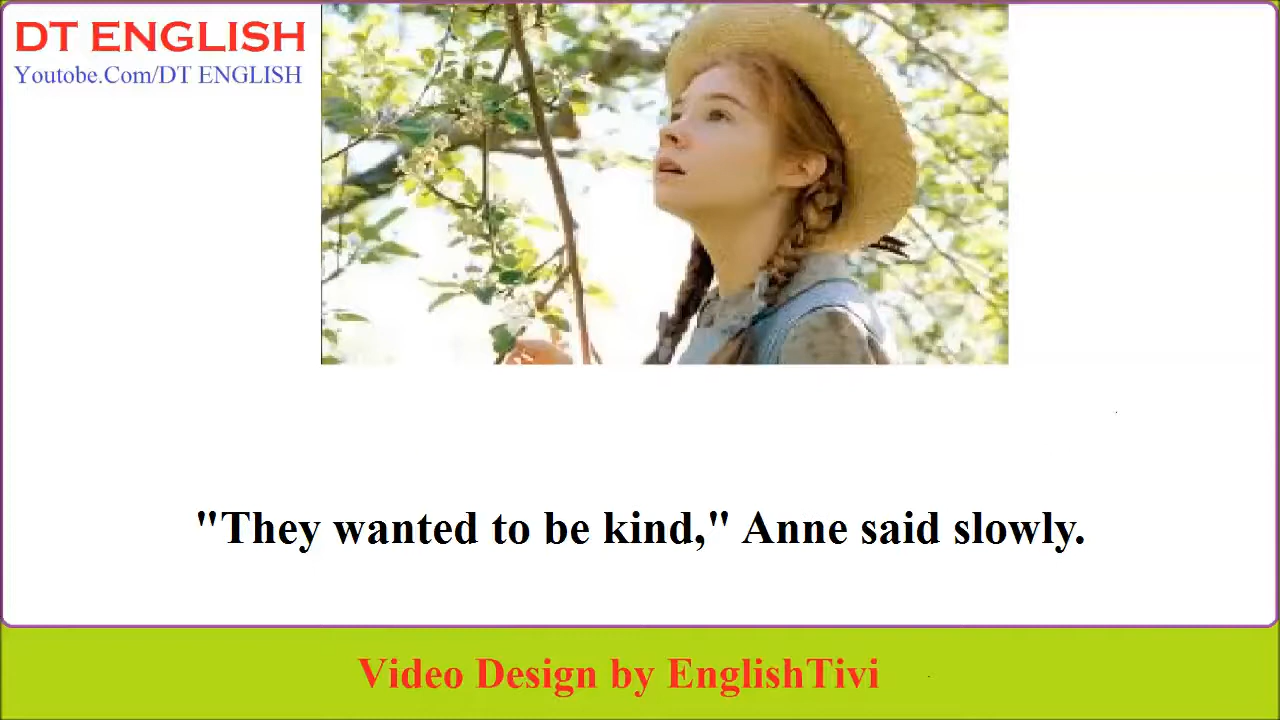 DT ENGLISH
Youtobe.Com/DT ENGLISH
"They wanted to be kind," Anne said slowly.
Video Design by EnglishTivi